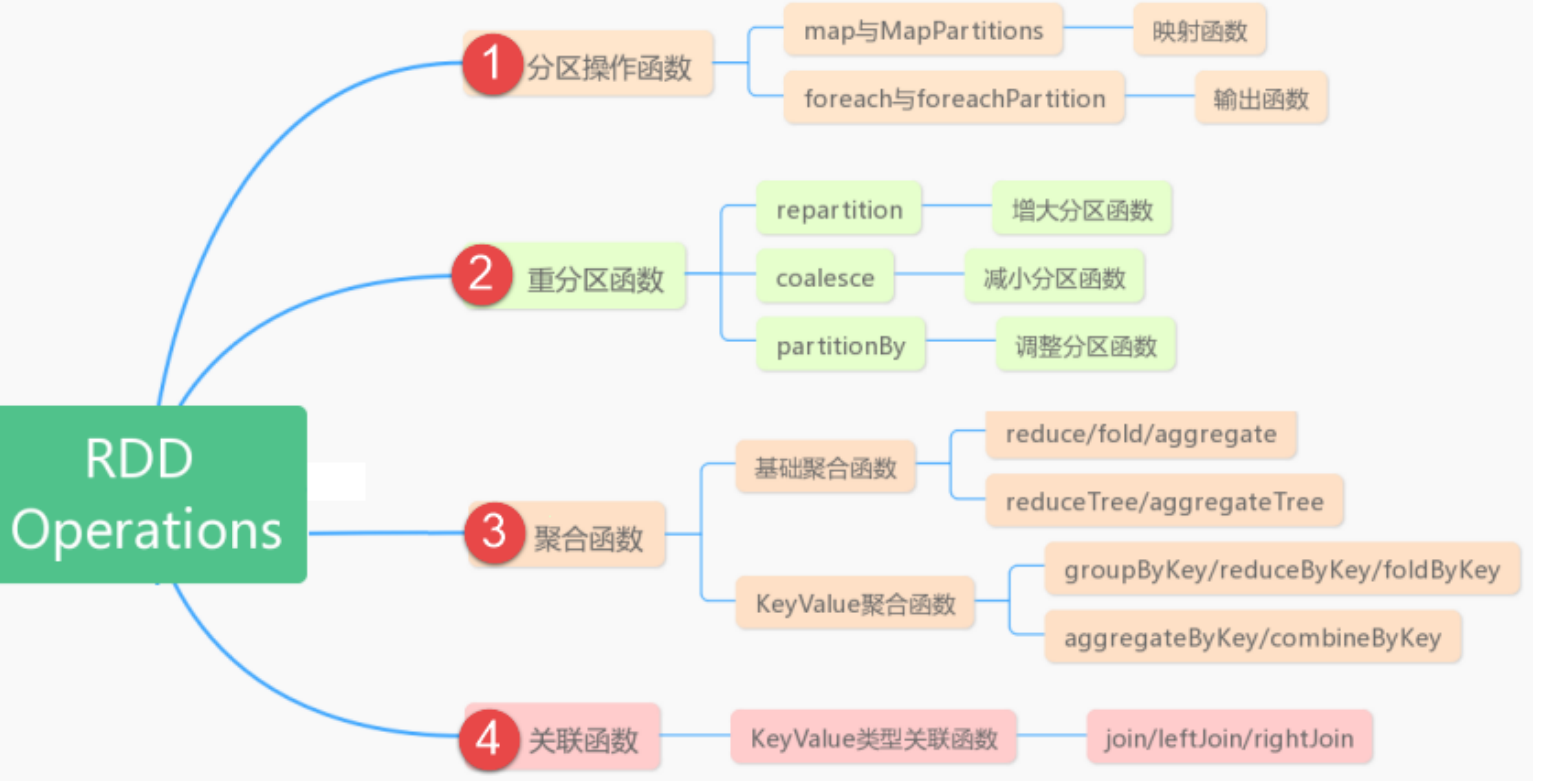 RDD
Operations
1 分区操作函数
map与MapPartitions
映射函数
foreach与foreachPartition
输出函数
2 重分区函数
repartition
增大分区函数
coalesce
减小分区函数
partitionBy
调整分区函数
3 聚合函数
基础聚合函数
reduce/fold/aggregate
reduceTree/aggregateTree
KeyValue聚合函数
groupByKey/reduceByKey/foldByKey
aggregateByKey/combineByKey
4 关联函数
KeyValue类型关联函数
join/leftJoin/rightJoin